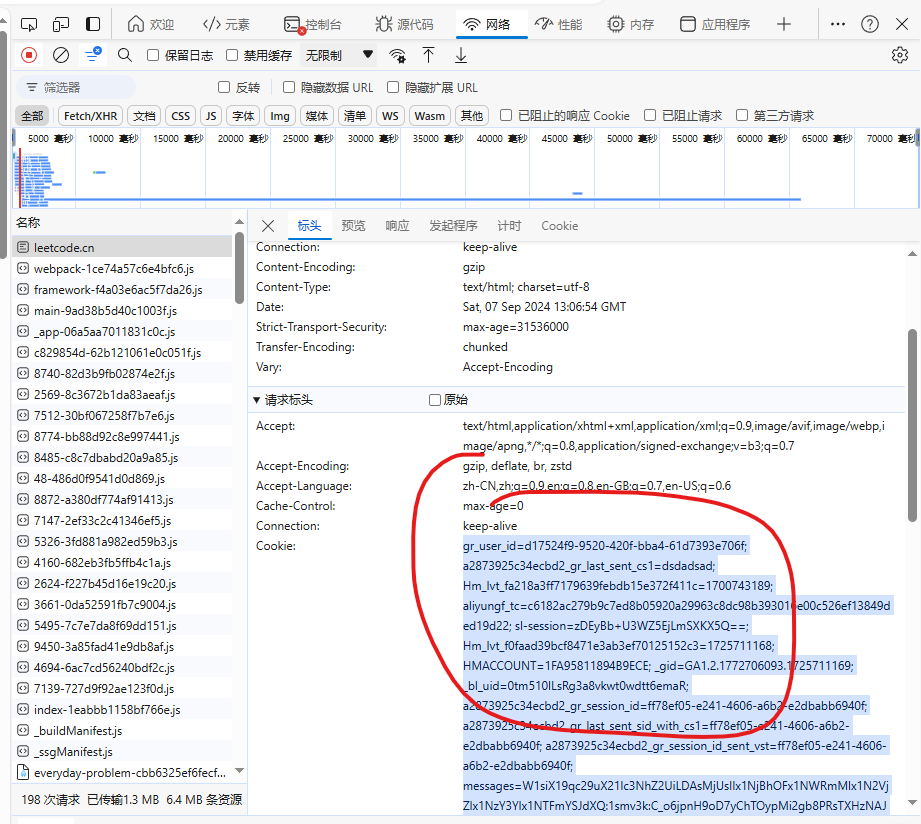 欢迎 元素 控制台 源代码 网络 性能 内存 应用程序
保留日志 禁用缓存 无限制
筛选器 反转 隐藏数据 URL 隐藏扩展 URL
全部 Fetch/XHR 文档 CSS JS 字体 Img 媒体 清单 WS Wasm 其他 已阻止的响应 Cookie 已阻止请求 第三方请求
5000 毫秒 10000 毫秒 15000 毫秒 20000 毫秒 25000 毫秒 30000 毫秒 35000 毫秒 40000 毫秒 45000 毫秒 50000 毫秒 55000 毫秒 60000 毫秒 65000 毫秒 70000 毫秒
名称
leetcode.cn
webpack-1ce74a57c6e4bfc6.js
framework-f4a03e6ac5f7da26.js
main-9ad38b5d40c1003f.js
_app-06a5aa7011831c0c.js
c829854d-62b121061e0c051f.js
8740-82d3b9fb02874e2f.js
2569-8c3672b1da83aeaf.js
7512-30bf067258f7b7e6.js
8774-bb88d92c8e997441.js
8485-c8c7dbabd20a9a85.js
48-486d0f9541d0d869.js
8872-a380df774af91413.js
7147-2ef33c2c41346ef5.js
5326-3fd881a982ed59b3.js
4160-682eb3fb5ffb4c1a.js
2624-f227b45d16e19c20.js
3661-0da52591fb7c9004.js
5495-7c7e7da8f69dd151.js
9450-3a85fad41e9db8af.js
4694-6ac7cd56240bdf2c.js
7139-727d9f92ae123f0d.js
index-1eabbb1158bf766e.js
_buildManifest.js
_ssgManifest.js
everyday-problem-cbb6325ef6fecf...
198 次请求 已传输1.3 MB 6.4 MB 条资源
标头 预览 响应 发起程序 计时 Cookie
Connection: keep-alive
Content-Encoding: gzip
Content-Type: text/html; charset=utf-8
Date: Sat, 07 Sep 2024 13:06:54 GMT
Strict-Transport-Security: max-age=31536000
Transfer-Encoding: chunked
Vary: Accept-Encoding
请求标头 原始
Accept: text/html,application/xhtml+xml,application/xml;q=0.9,image/avif,image/webp,i
mage/apng,*/*;q=0.8,application/signed-exchange;v=b3;q=0.7
Accept-Encoding: gzip, deflate, br, zstd
Accept-Language: zh-CN,zh;q=0.9,en;q=0.8,en-GB;q=0.7,en-US;q=0.6
Cache-Control: max-age=0
Connection: keep-alive
Cookie: gr_user_id=d17524f9-9520-420f-bba4-61d7393e706f;
a2873925c34ecbd2_gr_last_sent_cs1=dsdadsad;
Hm_lvt_fa218a3ff7179639febdb15e372f411c=1700743189;
aliyungf_tc=c6182ac279b9c7ed8b05920a29963c8dc98b393016e00c526ef13849d
ed19d22; sl-session=zDEyBb+U3WZ5EjLmSXKX5Q==;
Hm_lvt_f0faad39bcf8471e3ab3ef70125152c3=1725711168;
HMACCOUNT=1FA95811894B9ECE; _gid=GA1.2.1772706093.1725711169;
_bl_uid=0tm510lLsRg3a8vkwt0wdtt6emaR;
a2873925c34ecbd2_gr_session_id=ff78ef05-e241-4606-a6b2-e2dbabb6940f;
a2873925c34ecbd2_gr_last_sent_sid_with_cs1=ff78ef05-e241-4606-a6b2-
e2dbabb6940f; a2873925c34ecbd2_gr_session_id_sent_vst=ff78ef05-e241-4606-
a6b2-e2dbabb6940f;
messages=W1siX19qc29uX21lc3NhZ2UiLDAsMjUsIlx1NjBhOFx1NWRmMlx1N2Vj
Zlx1NzY3Ylx1NTFmYSJdXQ:1smv3k:C_o6jpnH9oD7yChTOypMi2gb8PRsTXHzNAJ